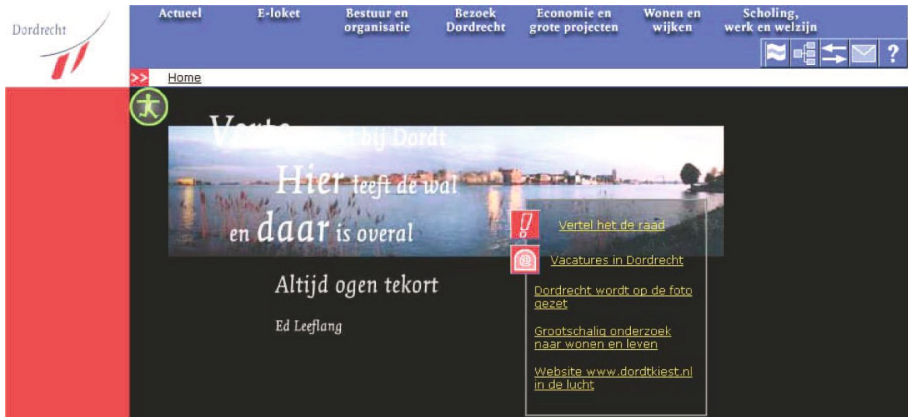 Dordrecht
Actueel
E-loket
Bestuur en
organisatie
Bezoek
Dordrecht
Economie en
grote projecten
Wonen en
wijken
Scholing,
werk en welzijn
?
>> Home
bij Dordt
Hier leeft de wal
en daar is overal
Altijd ogen tekort
Ed Leeflang
Vertel het de raad
Vacatures in Dordrecht
Dordrecht wordt op de foto
gezet
Grootschalig onderzoek
naar wonen en leven
Website www.dordtkiest.nl
in de lucht